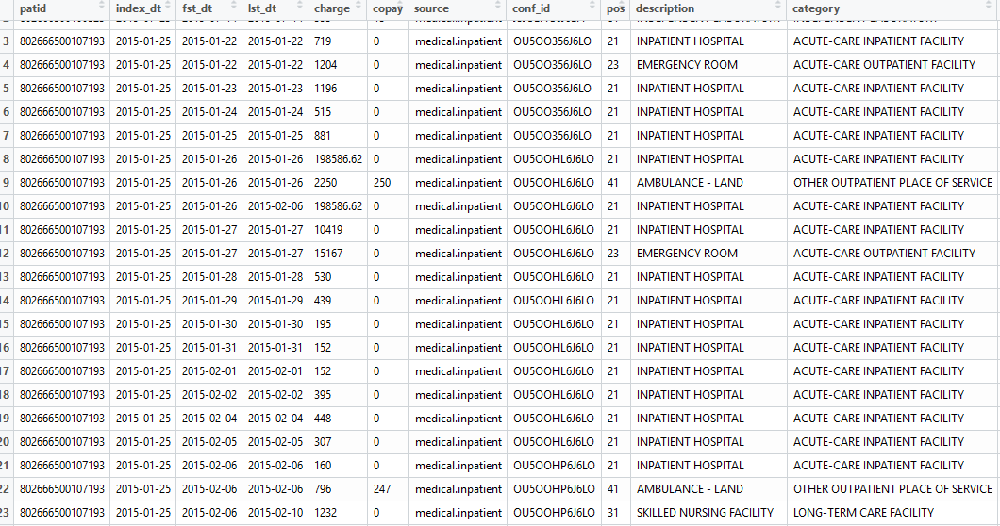 patid index_dt fst_dt lst_dt charge copay source conf_id pos description category
3 802666500107193 2015-01-25 2015-01-22 2015-01-22 719 0 medical.inpatient OU5OO356J6LO 21 INPATIENT HOSPITAL ACUTE-CARE INPATIENT FACILITY
4 802666500107193 2015-01-25 2015-01-22 2015-01-22 1204 0 medical.inpatient OU5OO356J6LO 23 EMERGENCY ROOM ACUTE-CARE OUTPATIENT FACILITY
5 802666500107193 2015-01-25 2015-01-23 2015-01-23 1196 0 medical.inpatient OU5OO356J6LO 21 INPATIENT HOSPITAL ACUTE-CARE INPATIENT FACILITY
6 802666500107193 2015-01-25 2015-01-24 2015-01-24 515 0 medical.inpatient OU5OO356J6LO 21 INPATIENT HOSPITAL ACUTE-CARE INPATIENT FACILITY
7 802666500107193 2015-01-25 2015-01-25 2015-01-25 881 0 medical.inpatient OU5OO356J6LO 21 INPATIENT HOSPITAL ACUTE-CARE INPATIENT FACILITY
8 802666500107193 2015-01-25 2015-01-26 2015-01-26 198586.62 0 medical.inpatient OU5OOHL6J6LO 21 INPATIENT HOSPITAL ACUTE-CARE INPATIENT FACILITY
9 802666500107193 2015-01-25 2015-01-26 2015-01-26 2250 250 medical.inpatient OU5OOHL6J6LO 41 AMBULANCE - LAND OTHER OUTPATIENT PLACE OF SERVICE
10 802666500107193 2015-01-25 2015-01-26 2015-02-06 198586.62 0 medical.inpatient OU5OOHL6J6LO 21 INPATIENT HOSPITAL ACUTE-CARE INPATIENT FACILITY
11 802666500107193 2015-01-25 2015-01-27 2015-01-27 10419 0 medical.inpatient OU5OOHL6J6LO 21 INPATIENT HOSPITAL ACUTE-CARE INPATIENT FACILITY
12 802666500107193 2015-01-25 2015-01-27 2015-01-27 15167 0 medical.inpatient OU5OOHL6J6LO 23 EMERGENCY ROOM ACUTE-CARE OUTPATIENT FACILITY
13 802666500107193 2015-01-25 2015-01-28 2015-01-28 530 0 medical.inpatient OU5OOHL6J6LO 21 INPATIENT HOSPITAL ACUTE-CARE INPATIENT FACILITY
14 802666500107193 2015-01-25 2015-01-29 2015-01-29 439 0 medical.inpatient OU5OOHL6J6LO 21 INPATIENT HOSPITAL ACUTE-CARE INPATIENT FACILITY
15 802666500107193 2015-01-25 2015-01-30 2015-01-30 195 0 medical.inpatient OU5OOHL6J6LO 21 INPATIENT HOSPITAL ACUTE-CARE INPATIENT FACILITY
16 802666500107193 2015-01-25 2015-01-31 2015-01-31 152 0 medical.inpatient OU5OOHL6J6LO 21 INPATIENT HOSPITAL ACUTE-CARE INPATIENT FACILITY
17 802666500107193 2015-01-25 2015-02-01 2015-02-01 152 0 medical.inpatient OU5OOHL6J6LO 21 INPATIENT HOSPITAL ACUTE-CARE INPATIENT FACILITY
18 802666500107193 2015-01-25 2015-02-02 2015-02-02 395 0 medical.inpatient OU5OOHL6J6LO 21 INPATIENT HOSPITAL ACUTE-CARE INPATIENT FACILITY
19 802666500107193 2015-01-25 2015-02-04 2015-02-04 448 0 medical.inpatient OU5OOHL6J6LO 21 INPATIENT HOSPITAL ACUTE-CARE INPATIENT FACILITY
20 802666500107193 2015-01-25 2015-02-05 2015-02-05 307 0 medical.inpatient OU5OOHL6J6LO 21 INPATIENT HOSPITAL ACUTE-CARE INPATIENT FACILITY
21 802666500107193 2015-01-25 2015-02-06 2015-02-06 160 0 medical.inpatient OU5OOHP6J6LO 21 INPATIENT HOSPITAL ACUTE-CARE INPATIENT FACILITY
22 802666500107193 2015-01-25 2015-02-06 2015-02-06 796 247 medical.inpatient OU5OOHP6J6LO 41 AMBULANCE - LAND OTHER OUTPATIENT PLACE OF SERVICE
23 802666500107193 2015-01-25 2015-02-06 2015-02-10 1232 0 medical.inpatient OU5OOHP6J6LO 31 SKILLED NURSING FACILITY LONG-TERM CARE FACILITY